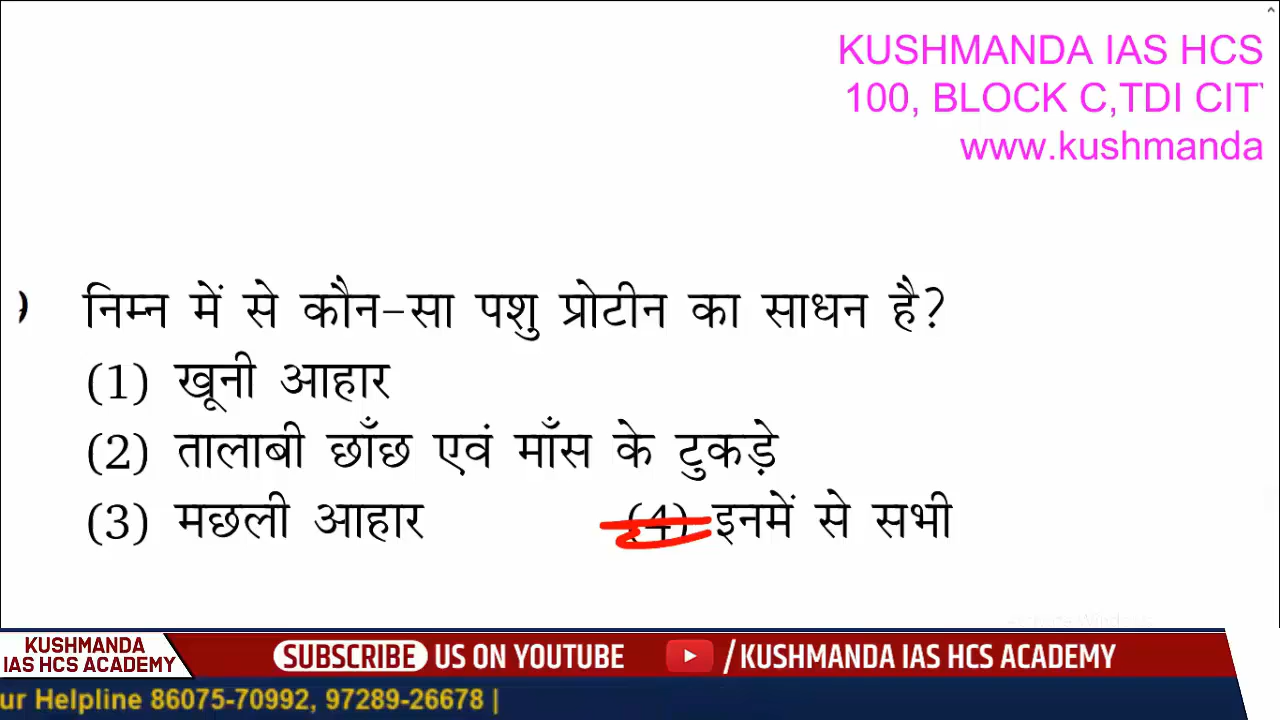 KUSHMANDA IAS HCS
100, BLOCK C,TDI CIT
www.kushmanda
) निम्न में से कौन-सा पशु प्रोटीन का साधन है?
(1) खूनी आहार
(2) तालाबी छाँछ एवं माँस के टुकड़े
(3) मछली आहार (4) इनमें से सभी
KUSHMANDA
IAS HCS ACADEMY
SUBSCRIBE US ON YOUTUBE /KUSHMANDA IAS HCS ACADEMY
ur Helpline 86075-70992, 97289-26678 |